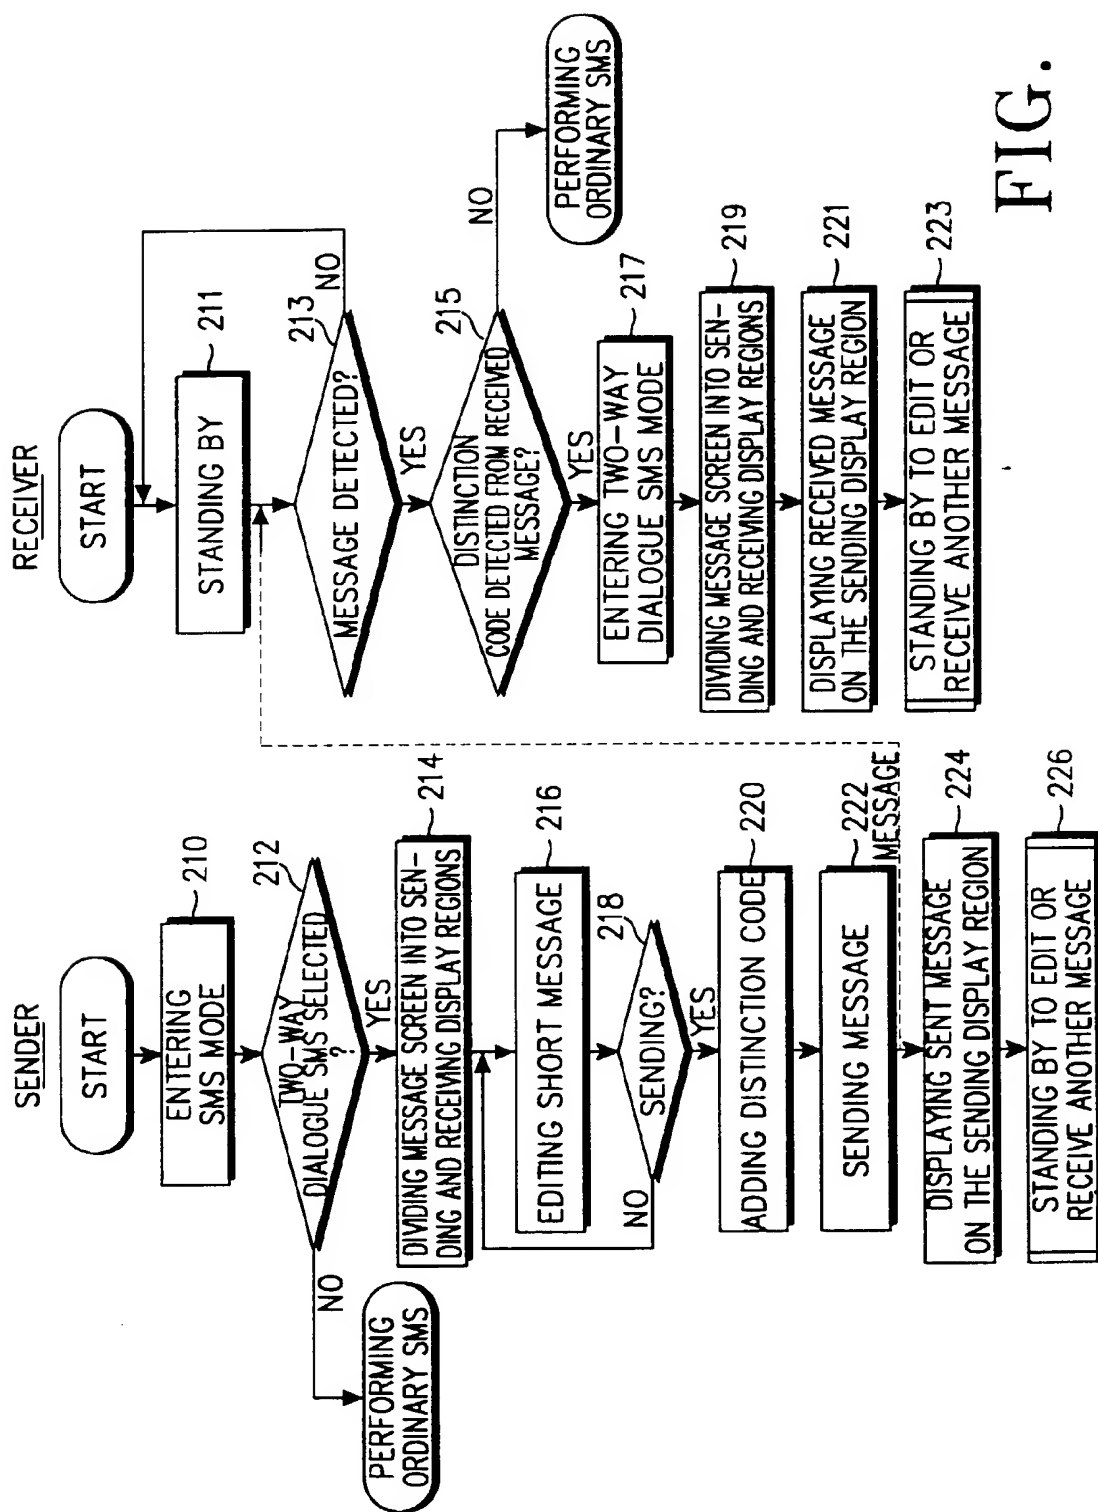 SENDER
START
ENTERING
SMS MODE
210
TWO-WAY
DIALOGUE SMS SELECTED
?
212
NO
PERFORMING
ORDINARY SMS
YES
DIVIDING MESSAGE SCREEN INTO SEN-
DING AND RECEIVING DISPLAY REGIONS
214
EDITING SHORT MESSAGE
216
SENDING?
218
NO
YES
ADDING DISTINCTION CODE
220
SENDING MESSAGE
222
MESSAGE
DISPLAYING SENT MESSAGE
ON THE SENDING DISPLAY REGION
224
STANDING BY TO EDIT OR
RECEIVE ANOTHER MESSAGE
226
RECEIVER
START
STANDING BY
211
MESSAGE DETECTED?
213
NO
YES
DISTINCTION
CODE DETECTED FROM RECEIVED
MESSAGE?
215
NO
PERFORMING
ORDINARY SMS
YES
ENTERING TWO-WAY
DIALOGUE SMS MODE
217
DIVIDING MESSAGE SCREEN INTO SEN-
DING AND RECEIVING DISPLAY REGIONS
219
DISPLAYING RECEIVED MESSAGE
ON THE SENDING DISPLAY REGION
221
STANDING BY TO EDIT OR
RECEIVE ANOTHER MESSAGE
223
FIG.